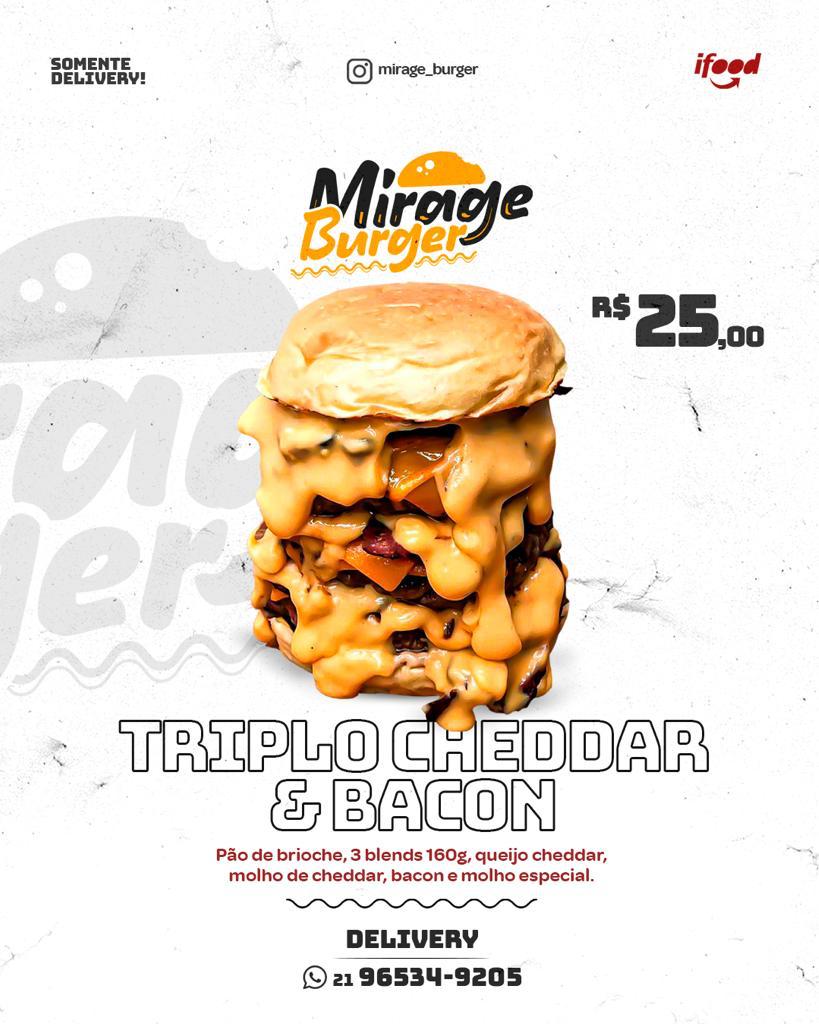 SOMENTE
DELIVERY!
mirage_burger
ifood
Mirage
Burger
R$ 25,00
TRIPLO CHEDDAR
& BACON
Pão de brioche, 3 blends 160g, queijo cheddar,
molho de cheddar, bacon e molho especial.
DELIVERY
21 96534-9205